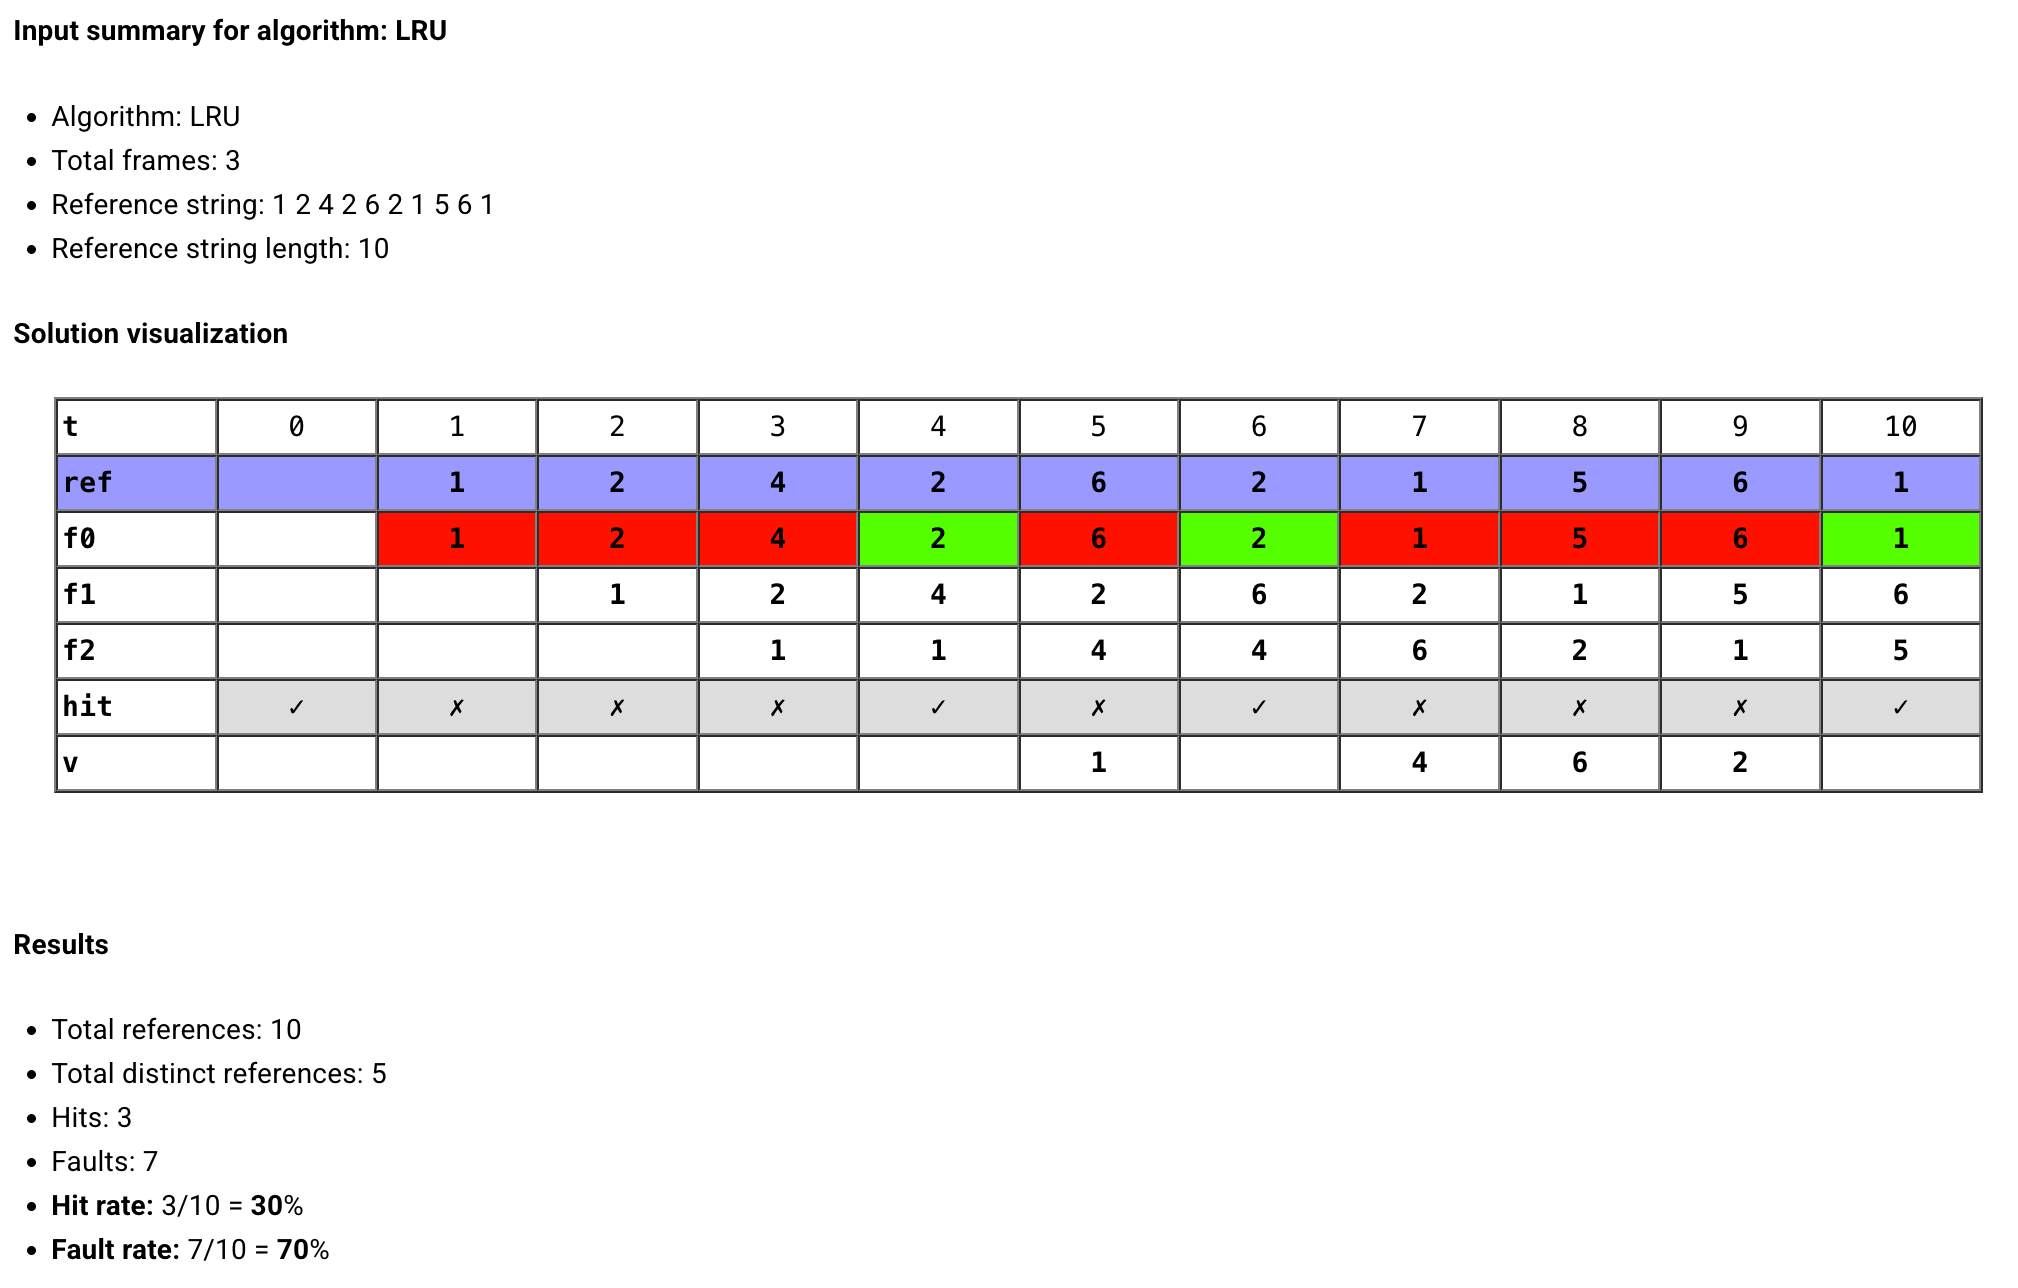 Input summary for algorithm: LRU
• Algorithm: LRU
• Total frames: 3
• Reference string: 1 2 4 2 6 2 1 5 6 1
• Reference string length: 10
Solution visualization
t 0 1 2 3 4 5 6 7 8 9 10
ref 1 2 4 2 6 2 1 5 6 1
f0 1 2 4 2 6 2 1 5 6 1
f1 1 2 4 2 6 2 1 5 6
f2 1 1 4 4 6 2 1 5
hit ✓ ✗ ✗ ✗ ✓ ✗ ✓ ✗ ✗ ✗ ✓
v 1 4 6 2
Results
• Total references: 10
• Total distinct references: 5
• Hits: 3
• Faults: 7
• Hit rate: 3/10 = 30%
• Fault rate: 7/10 = 70%